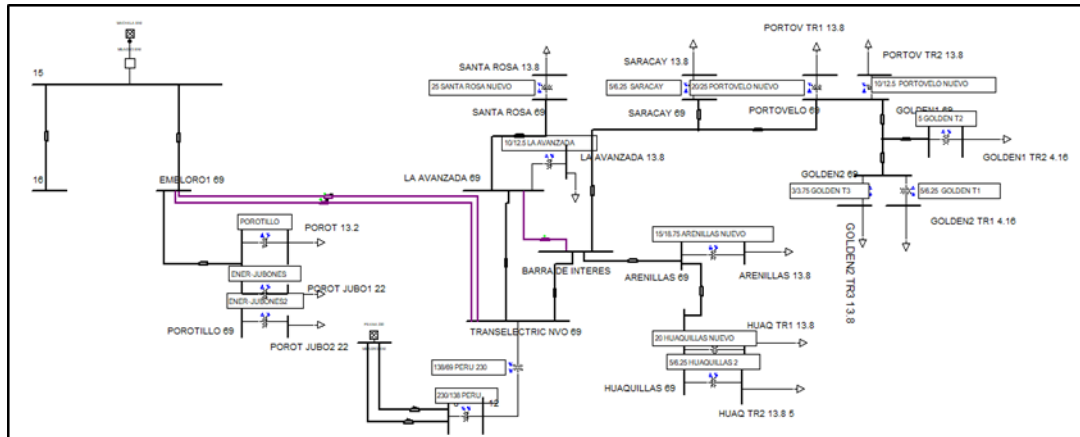 PORTOV TR1 13.8
SANTA ROSA 13.8
SARACAY 13.8
PORTOV TR2 13.8
15
25 SANTA ROSA NUEVO
5/6.25 SARACAY
20/25 PORTOVELO NUEVO
10/12.5 PORTOVELO NUEVO
SANTA ROSA 69
SARACAY 69
PORTOVELO 69
GOLDEN1 69
5 GOLDEN T2
10/12.5 LA AVANZADA
LA AVANZADA 13.8
GOLDEN1 TR2 4.16
16
EMBLORO1 69
LA AVANZADA 69
GOLDEN2 69
3/3.75 GOLDEN T3
5/6.25 GOLDEN T1
GOLDEN2 TR1 4.16
GOLDEN2 TR3 13.8
POROTILLO
POROT 13.2
15/18.75 ARENILLAS NUEVO
BARRA DE INTERES
ARENILLAS 69
ARENILLAS 13.8
ENER-JUBONES
POROT JUBO1 22
ENER-JUBONES2
POROTILLO 69
POROT JUBO2 22
TRANSELECTRIC NVO 69
HUAQ TR1 13.8
20 HUAQUILLAS NUEVO
138/69 PERU 230
5/6.25 HUAQUILLAS 2
HUAQUILLAS 69
230/138 PERU
12
HUAQ TR2 13.8 5